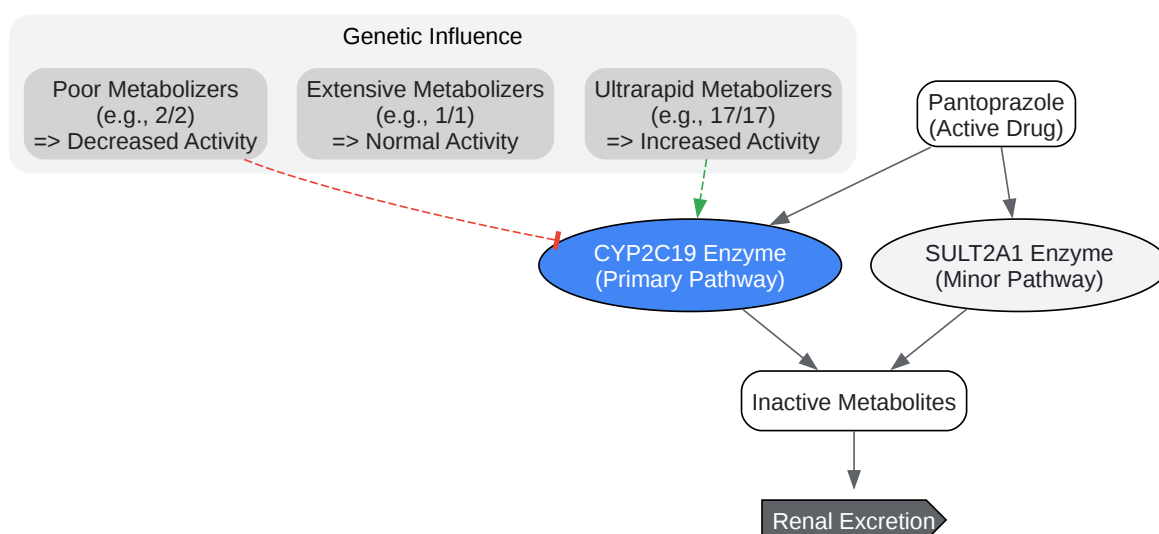 Genetic Influence
Poor Metabolizers
(e.g., 2/2)
=> Decreased Activity
Extensive Metabolizers
(e.g., 1/1)
=> Normal Activity
Ultrarapid Metabolizers
(e.g., 17/17)
=> Increased Activity
Pantoprazole
(Active Drug)
CYP2C19 Enzyme
(Primary Pathway)
SULT2A1 Enzyme
(Minor Pathway)
Inactive Metabolites
Renal Excretion